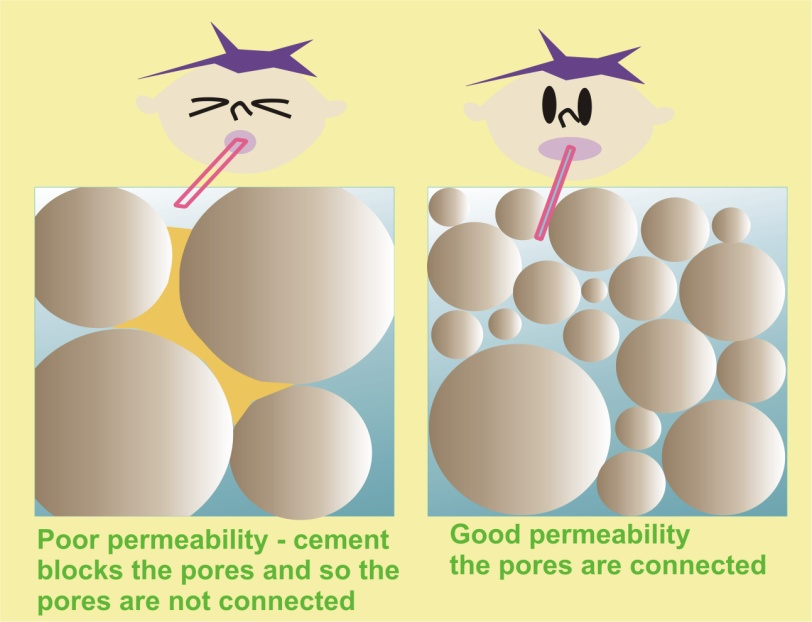 Poor permeability - cement
blocks the pores and so the
pores are not connected
Good permeability
the pores are connected